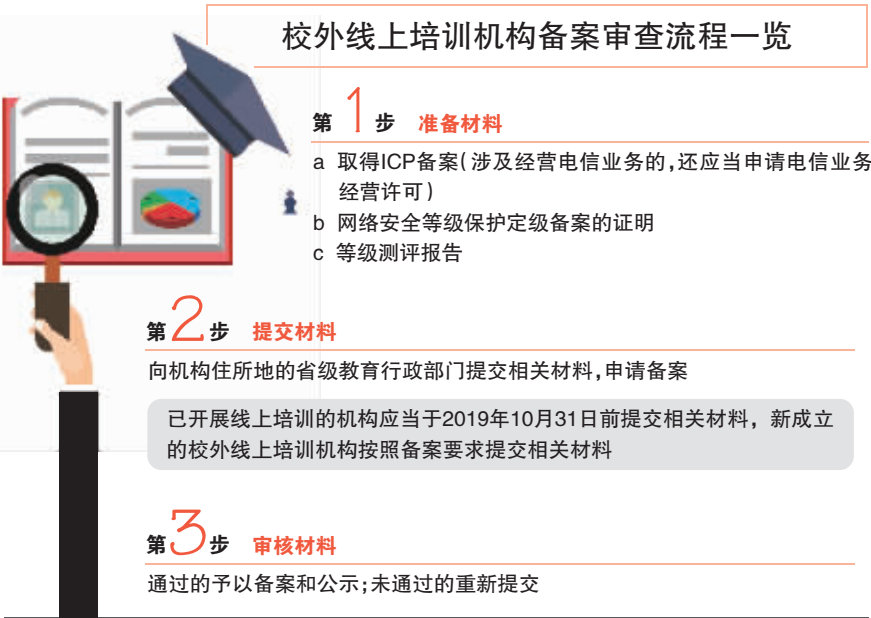 校外线上培训机构备案审查流程一览
第1步 准备材料
a 取得ICP备案(涉及经营电信业务的,还应当申请电信业务
经营许可)
b 网络安全等级保护定级备案的证明
c 等级测评报告
第2步 提交材料
向机构住所地的省级教育行政部门提交相关材料,申请备案
已开展线上培训的机构应当于2019年10月31日前提交相关材料，新成立
的校外线上培训机构按照备案要求提交相关材料
第3步 审核材料
通过的予以备案和公示;未通过的重新提交